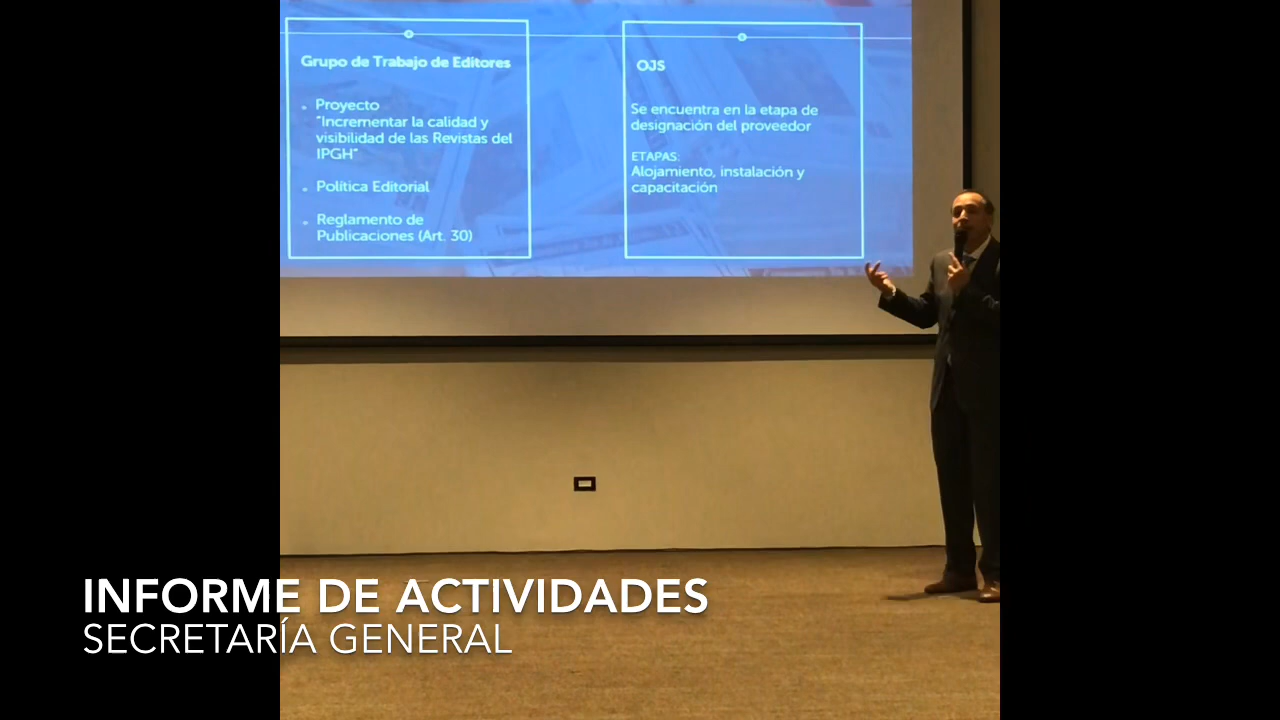 Grupo de Trabajo de Editores
• Proyecto
"Incrementar la calidad y
visibilidad de las Revistas del
IPGH"
• Política Editorial
• Reglamento de
Publicaciones (Art. 30)
OJS
Se encuentra en la etapa de
designación del proveedor
ETAPAS:
Alojamiento, instalación y
capacitación
INFORME DE ACTIVIDADES
SECRETARÍA GENERAL